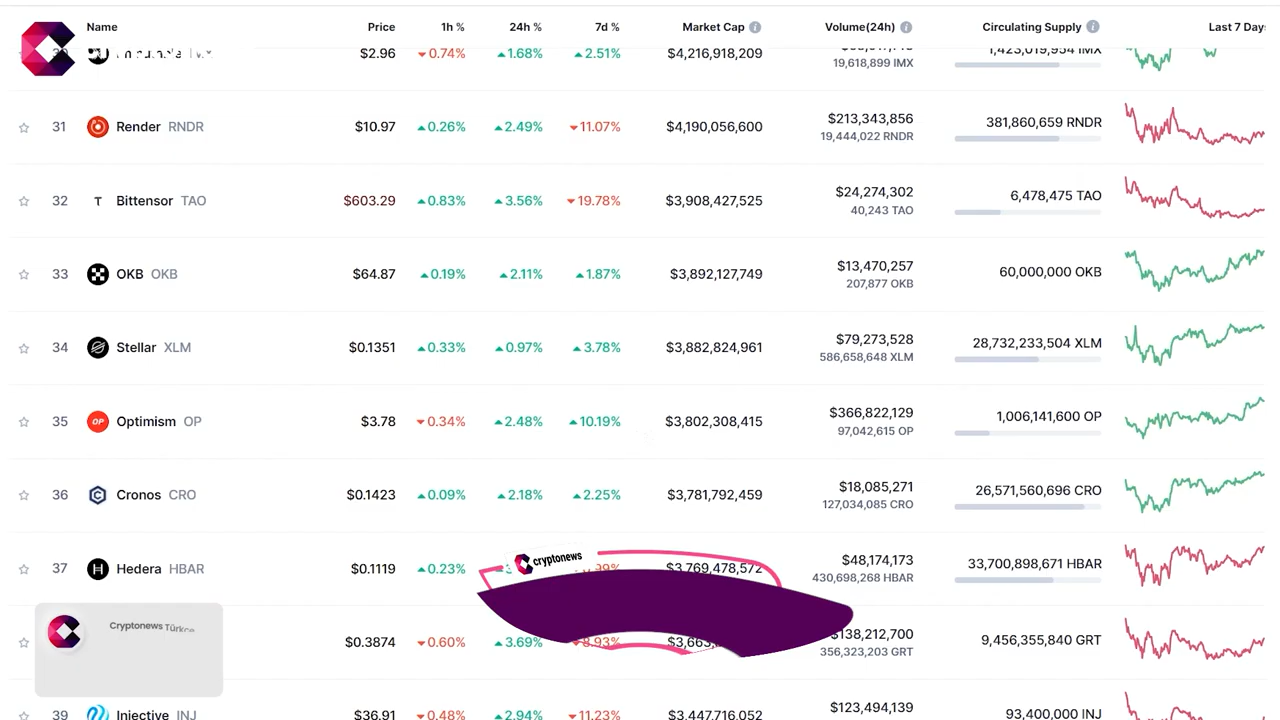 Name Price 1h % 24h % 7d % Market Cap Volume(24h) Circulating Supply Last 7 Days
$2.96 0.74% 1.68% 2.51% $4,216,918,209 1,423,019,954 IMX
19,618,899 IMX
31 Render RNDR $10.97 0.26% 2.49% 11.07% $4,190,056,600 $213,343,856 381,860,659 RNDR
19,444,022 RNDR
32 Bittensor TAO $603.29 0.83% 3.56% 19.78% $3,908,427,525 $24,274,302 6,478,475 TAO
40,243 TAO
33 OKB OKB $64.87 0.19% 2.11% 1.87% $3,892,127,749 $13,470,257 60,000,000 OKB
207,877 OKB
34 Stellar XLM $0.1351 0.33% 0.97% 3.78% $3,882,824,961 $79,273,528 28,732,233,504 XLM
586,658,648 XLM
35 Optimism OP $3.78 0.34% 2.48% 10.19% $3,802,308,415 $366,822,129 1,006,141,600 OP
OP
97,042,615 OP
36 Cronos CRO $0.1423 0.09% 2.18% 2.25% $3,781,792,459 $18,085,271 26,571,560,696 CRO
127,034,085 CRO
cryptonews
37 Hedera HBAR $0.1119 0.23% $3,769,478,572 $48,174,173 33,700,898,671 HBAR
430,698,268 HBAR
Cryptonews Türkçe
$0.3874 0.60% 3.69% 8.93% $138,212,700 9,456,355,840 GRT
356,323,203 GRT
39 Injective INJ $36.91 0.48% 2.94% 11.23% $3,447,716,052 $123,494,139 93,400,000 INJ